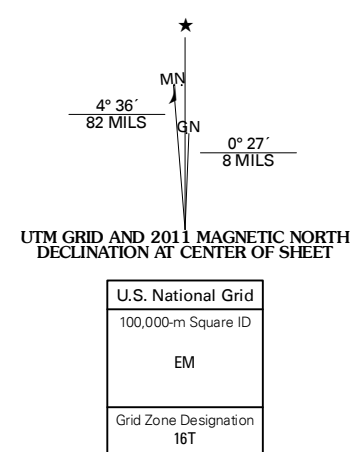 ★
MN
4° 36´
82 MILS
GN
0° 27´
8 MILS
UTM GRID AND 2011 MAGNETIC NORTH
DECLINATION AT CENTER OF SHEET
U.S. National Grid
100,000-m Square ID
EM
Grid Zone Designation
16T